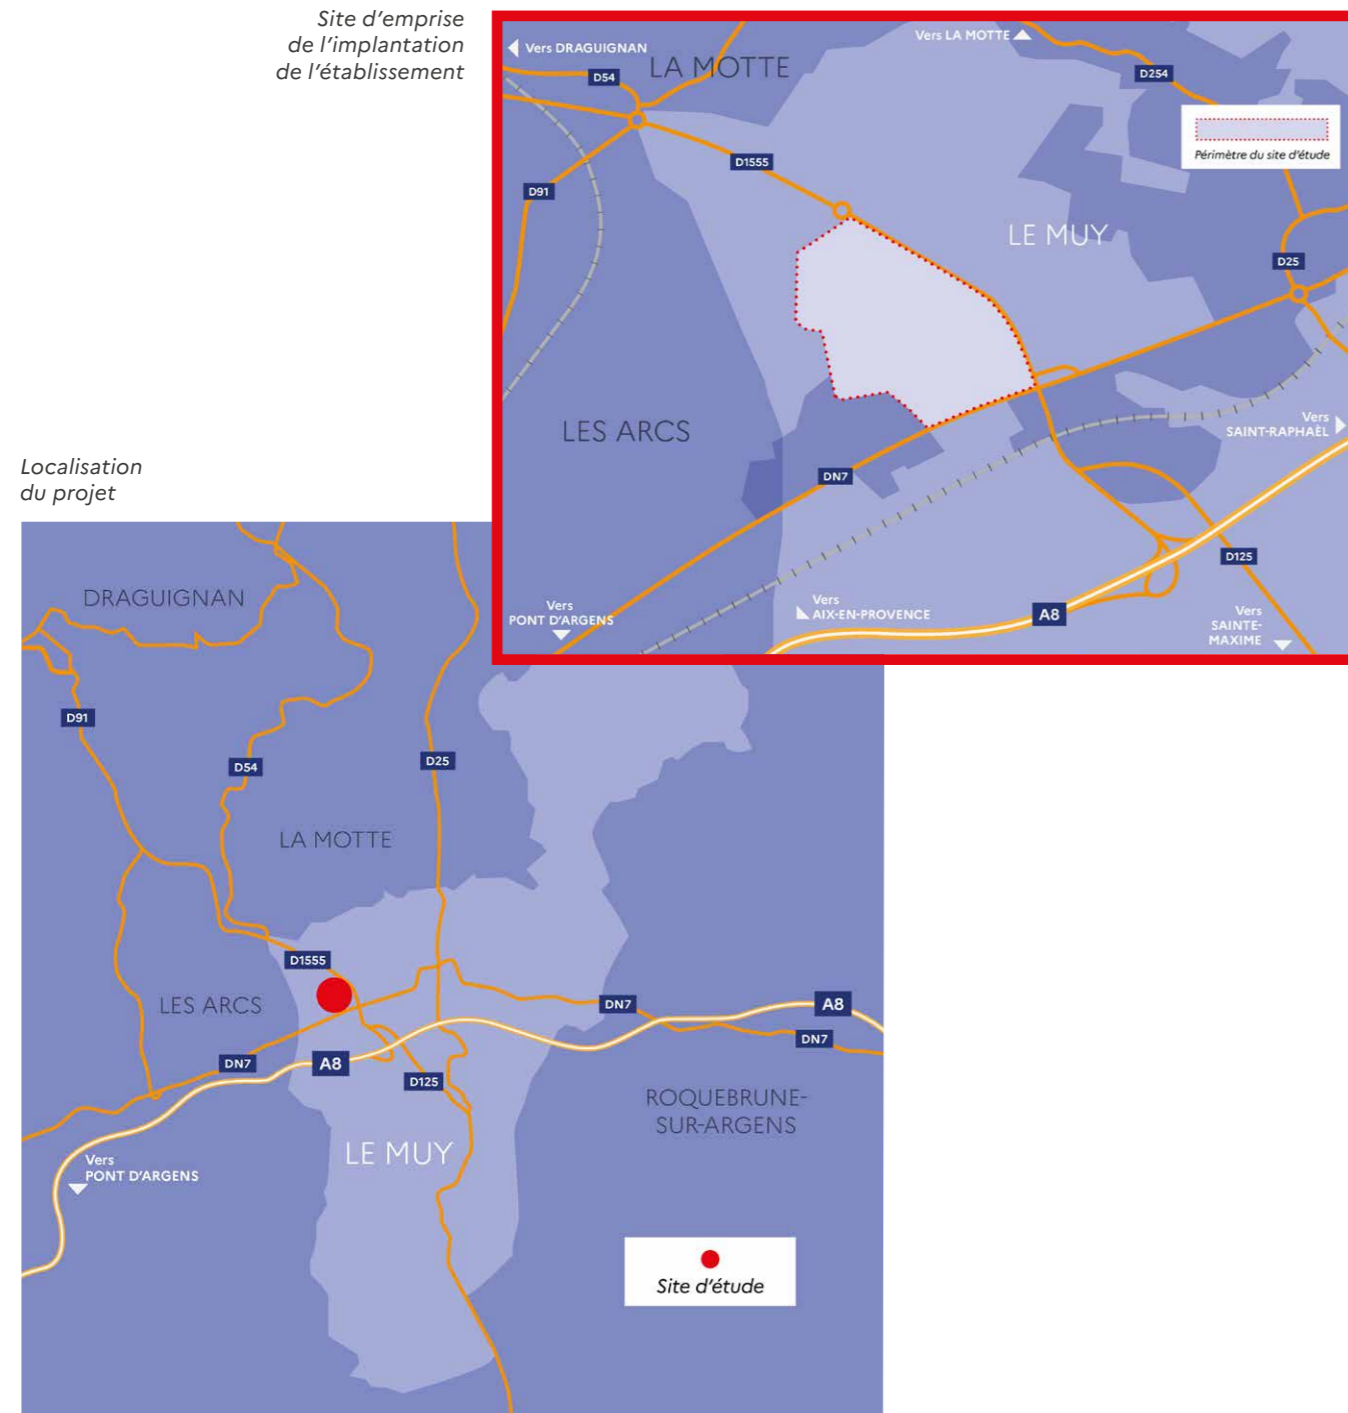 Site d'emprise
de l'implantation
de l'établissement
Vers DRAGUIGNAN
LA MOTTE
Vers LA MOTTE
D54
D254
Périmètre du site d'étude
D1555
D91
LE MUY
D25
LES ARCS
Vers
SAINT-RAPHAËL
DN7
D125
Vers
PONT D'ARGENS
Vers
AIX-EN-PROVENCE
A8
Vers
SAINTE-
MAXIME
Localisation
du projet
DRAGUIGNAN
D91
D54
D25
LA MOTTE
D1555
LES ARCS
DN7
A8
DN7
DN7
A8
D125
ROQUEBRUNE-
SUR-ARGENS
LE MUY
Vers
PONT D'ARGENS
Site d'étude